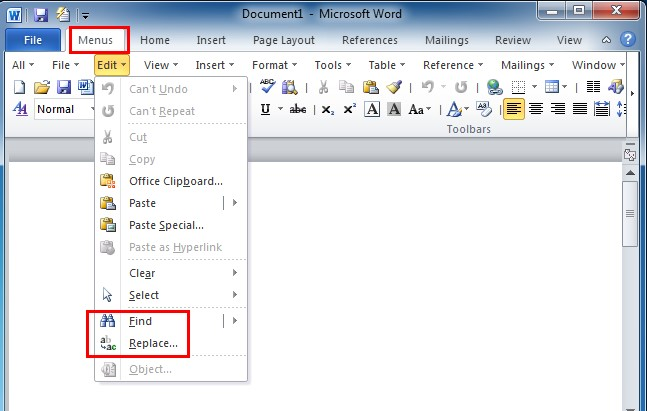 Document1 - Microsoft Word
File Menus Home Insert Page Layout References Mailings Review View
All File Edit View Insert Format Tools Table Reference Mailings Window
Can't Undo
Normal
Can't Repeat
Toolbars
Cut
Copy
Office Clipboard...
Paste
Paste Special...
Paste as Hyperlink
Clear
Select
Find
Replace...
Object...